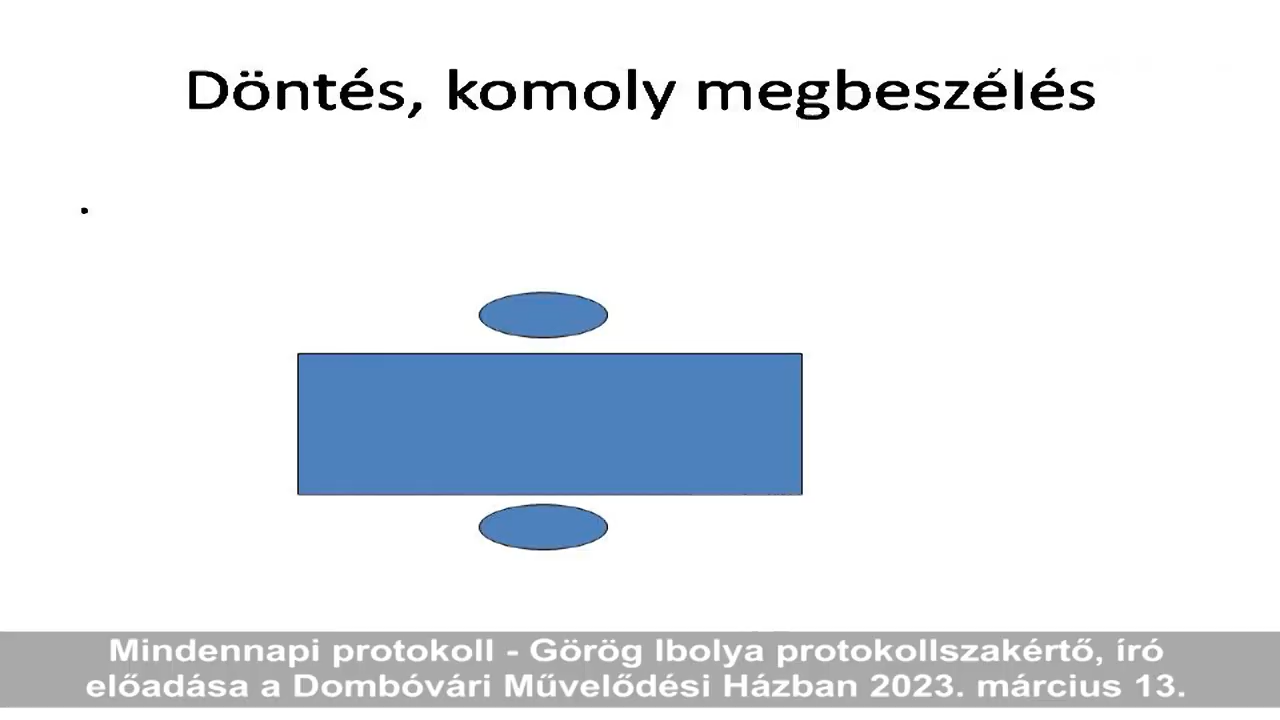 Döntés, komoly megbeszélés
Mindennapi protokoll - Görög Ibolya protokollszakértő, író
előadása a Dombóvári Művelődési Házban 2023. március 13.